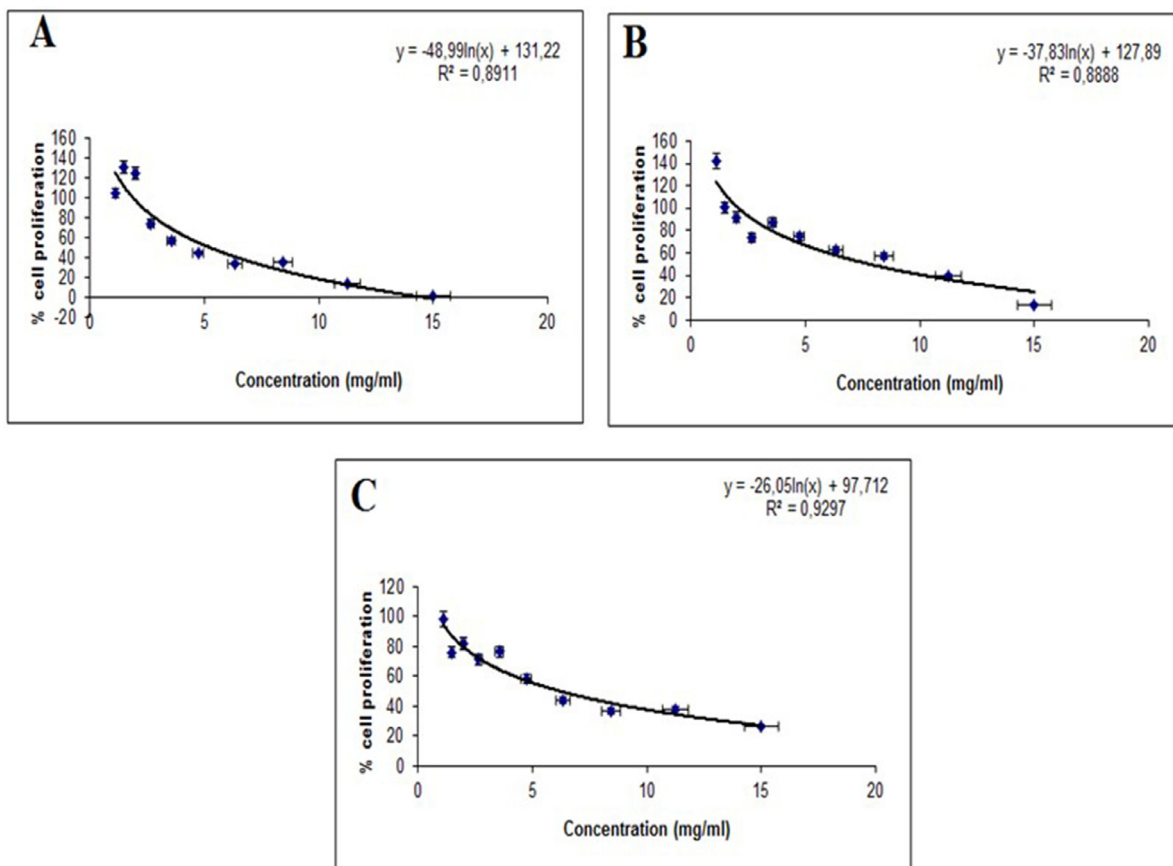 A
y = -48,99ln(x) + 131,22
R² = 0,8911
% cell proliferation
160
140
120
100
80
60
40
20
0
-20
0
5
10
15
20
Concentration (mg/ml)
B
y = -37,83ln(x) + 127,89
R² = 0,8888
% cell proliferation
160
140
120
100
80
60
40
20
0
0
5
10
15
20
Concentration (mg/ml)
C
y = -26,05ln(x) + 97,712
R² = 0,9297
% cell proliferation
120
100
80
60
40
20
0
0
5
10
15
20
Concentration (mg/ml)